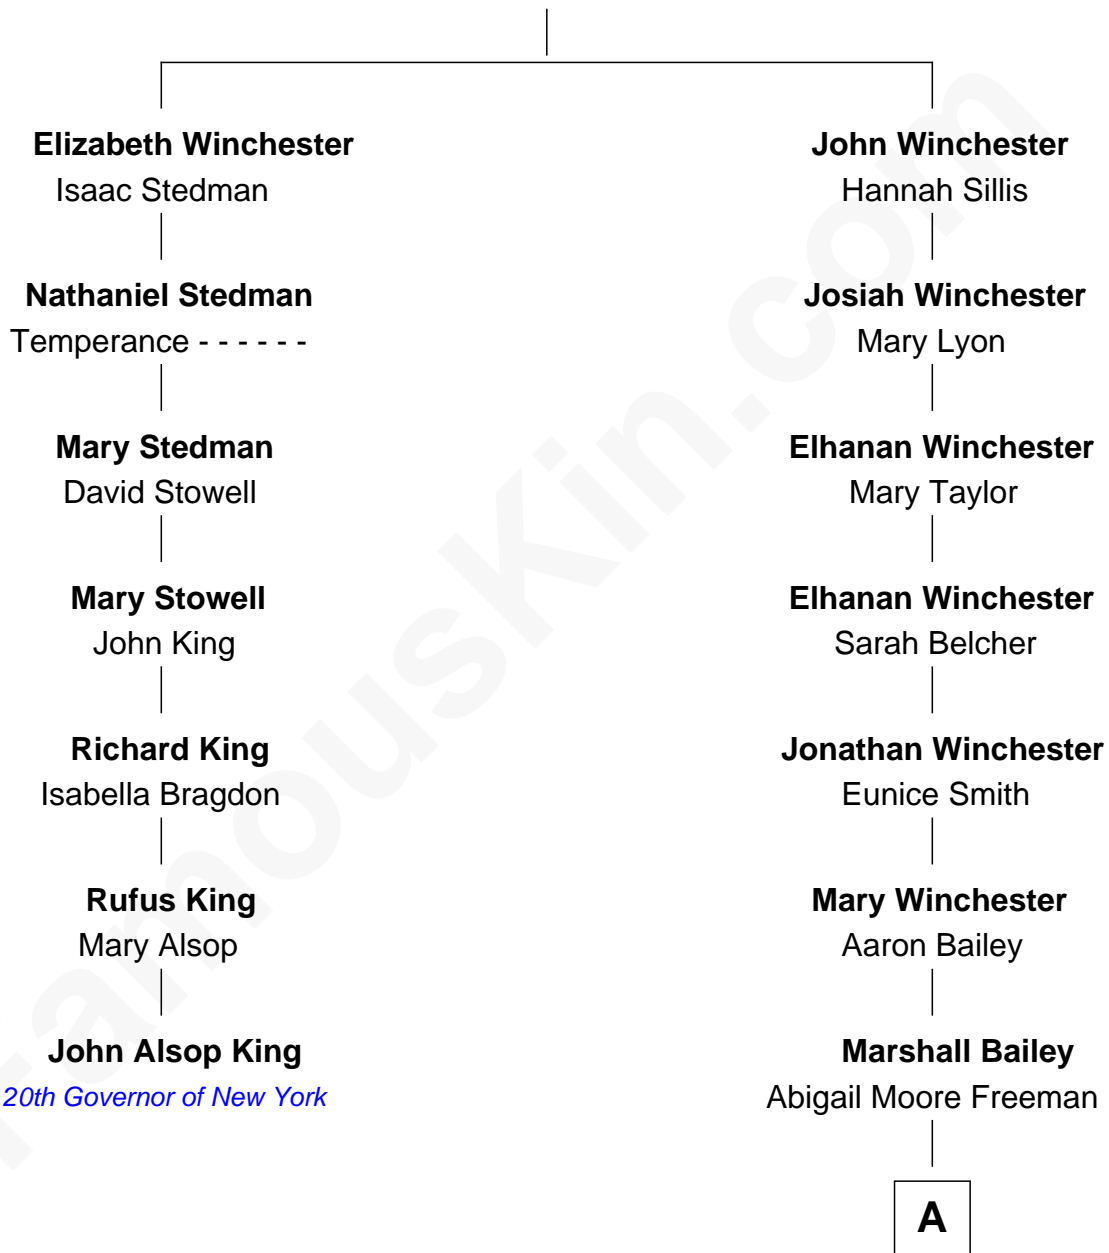 Elizabeth Winchester
Isaac Stedman
Nathaniel Stedman
Temperance - - - - - -
Mary Stedman
David Stowell
Mary Stowell
John King
Richard King
Isabella Bragdon
Rufus King
Mary Alsop
John Alsop King
20th Governor of New York
John Winchester
Hannah Sillis
Josiah Winchester
Mary Lyon
Elhanan Winchester
Mary Taylor
Elhanan Winchester
Sarah Belcher
Jonathan Winchester
Eunice Smith
Mary Winchester
Aaron Bailey
Marshall Bailey
Abigail Moore Freeman
A
FamousKin.com